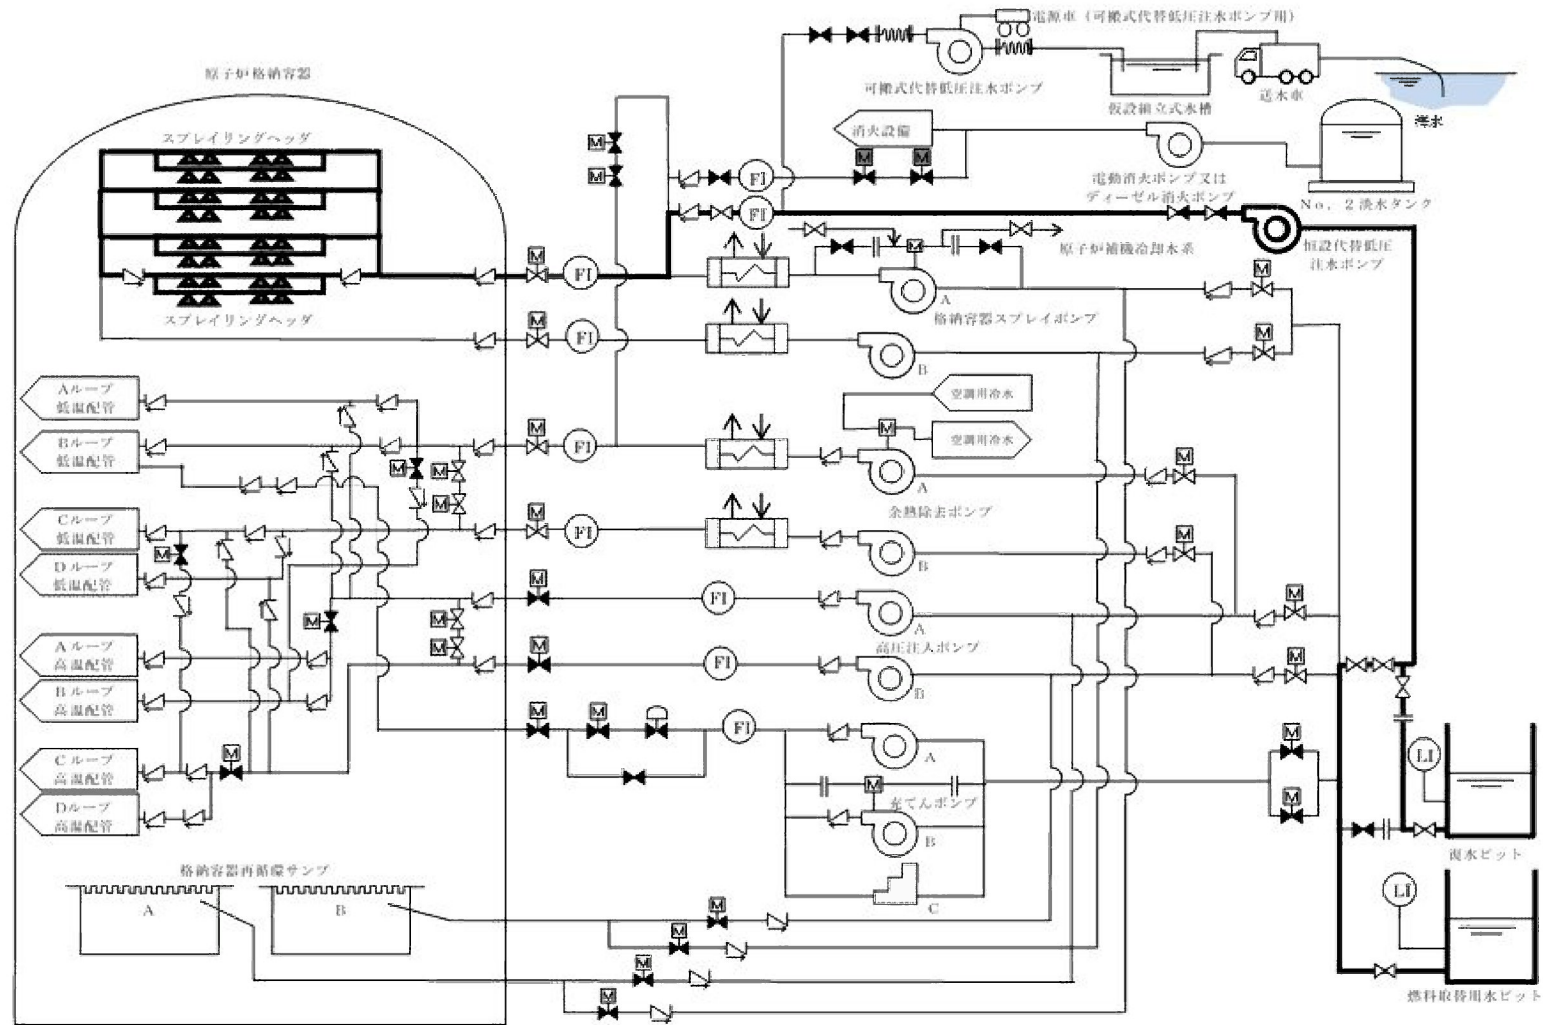 電源車（可搬式代替低圧注水ポンプ用）
原子炉格納容器
可搬式代替低圧注水ポンプ
仮設組立式水槽
送水車
海水
スプレイリングヘッダ
消火設備
M
M
M
M
FI
電動消火ポンプ又は
ディーゼル消火ポンプ
No．2淡水タンク
FI
原子炉補機冷却水系
恒設代替低圧
注水ポンプ
M
M
FI
M
A
格納容器スプレイポンプ
スプレイリングヘッダ
M
FI
M
B
Aループ
低温配管
空調用冷水
Bループ
低温配管
M
FI
M
空調用冷水
M
M
M
A
M
余熱除去ポンプ
Cループ
低温配管
M
M
FI
B
M
Dループ
低温配管
M
FI
A
M
M
M
高圧注入ポンプ
Aループ
高温配管
M
M
FI
B
M
Bループ
高温配管
M
M
FI
A
M
LI
Cループ
高温配管
M
M
充てんポンプ
M
Dループ
高温配管
B
復水ピット
格納容器再循環サンプ
A
B
C
LI
M
M
M
M
燃料取替用水ピット